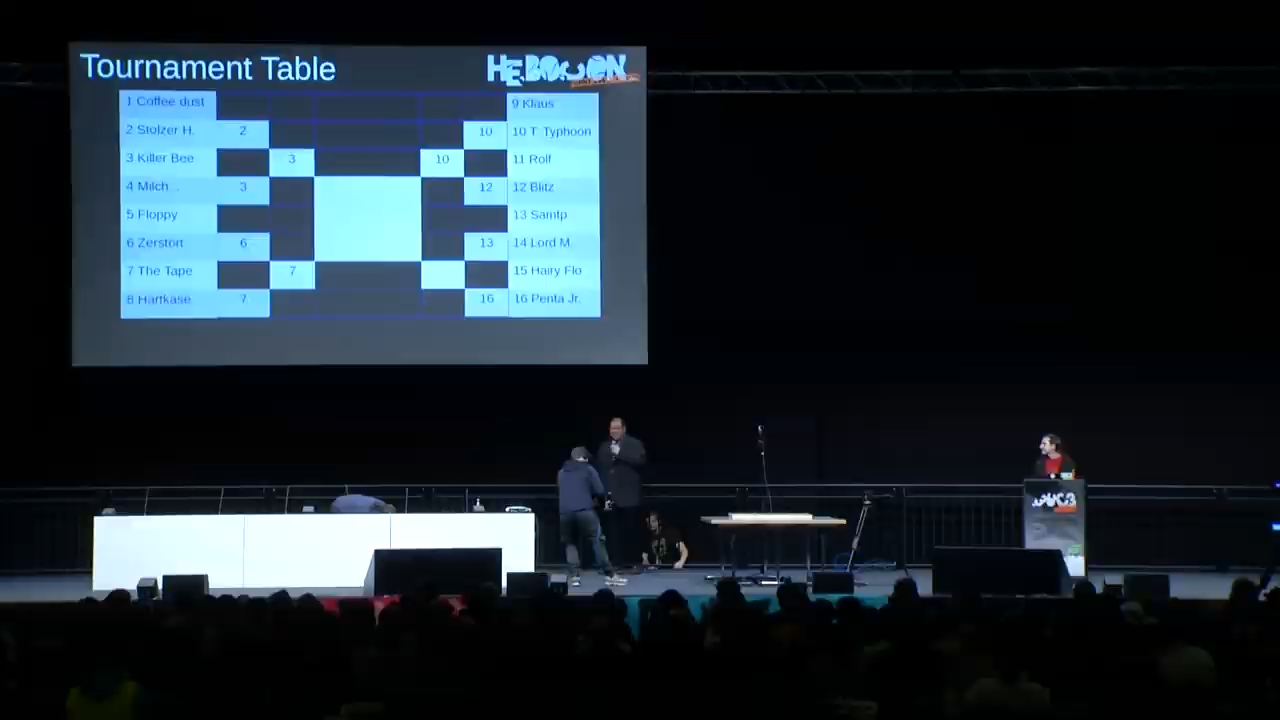 Tournament Table
HEBOCON
1 Coffee dust 9 Klaus
2 Stolzer H. 2 10 10 T Typhoon
3 Killer Bee 3 10 11 Rolf
4 Milch... 3 12 12 Blitz
5 Floppy 13 Samtp
6 Zerstört 6 13 14 Lord M.
7 The Tape 7 15 Hairy Flo
8 Hartkäse 7 16 16 Penta Jr.